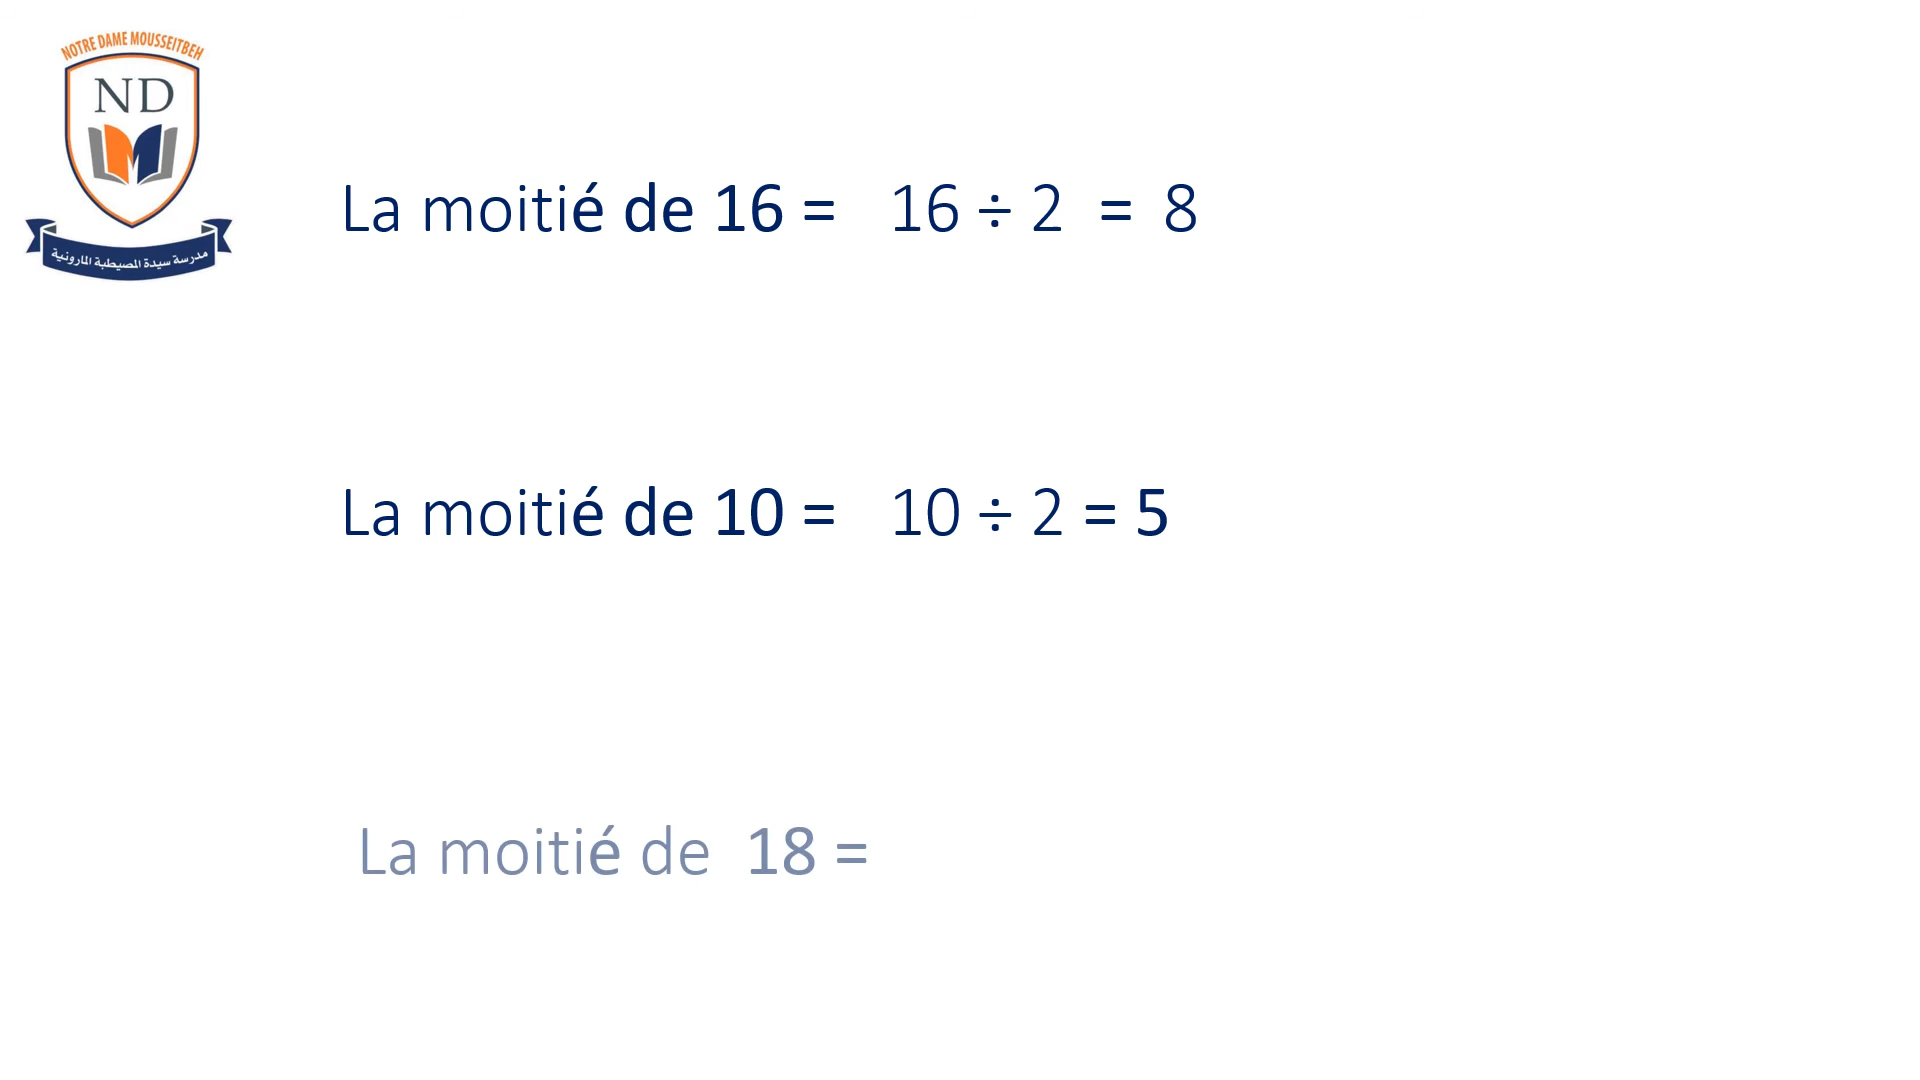 NOTRE DAME MOUSSEITBEH
ND
مدرسة سيدة المصيطبة المارونية
La moitié de 16 = 16 ÷ 2 = 8
La moitié de 10 = 10 ÷ 2 = 5
La moitié de 18 =